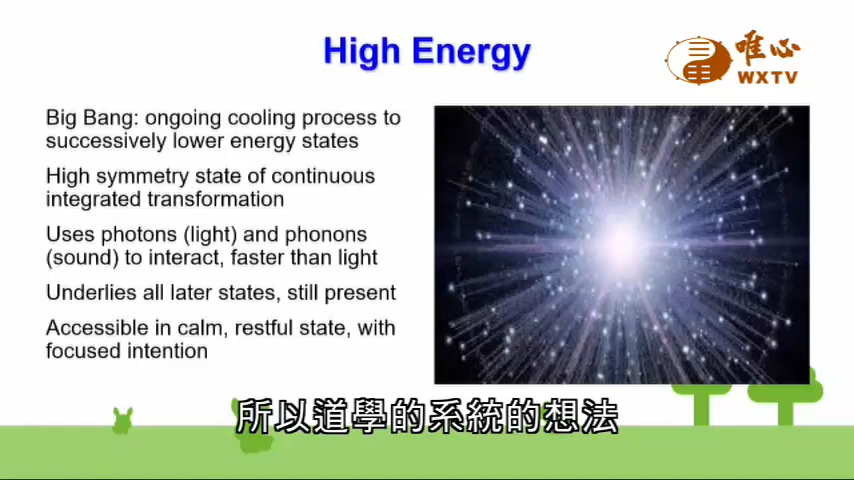 High Energy
唯心
WXTV
Big Bang: ongoing cooling process to
successively lower energy states
High symmetry state of continuous
integrated transformation
Uses photons (light) and phonons
(sound) to interact, faster than light
Underlies all later states, still present
Accessible in calm, restful state, with
focused intention
所以道學的系統的想法